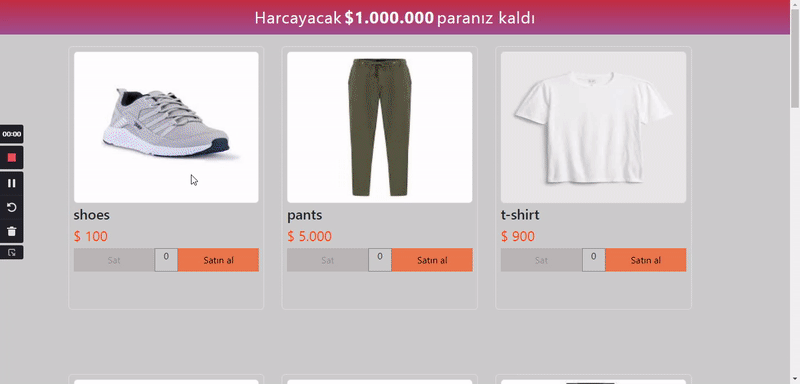 Harcayacak $1.000.000 paranız kaldı
00:00
shoes
$ 100
Sat 0 Satın al
pants
$ 5.000
Sat 0 Satın al
t-shirt
$ 900
Sat 0 Satın al